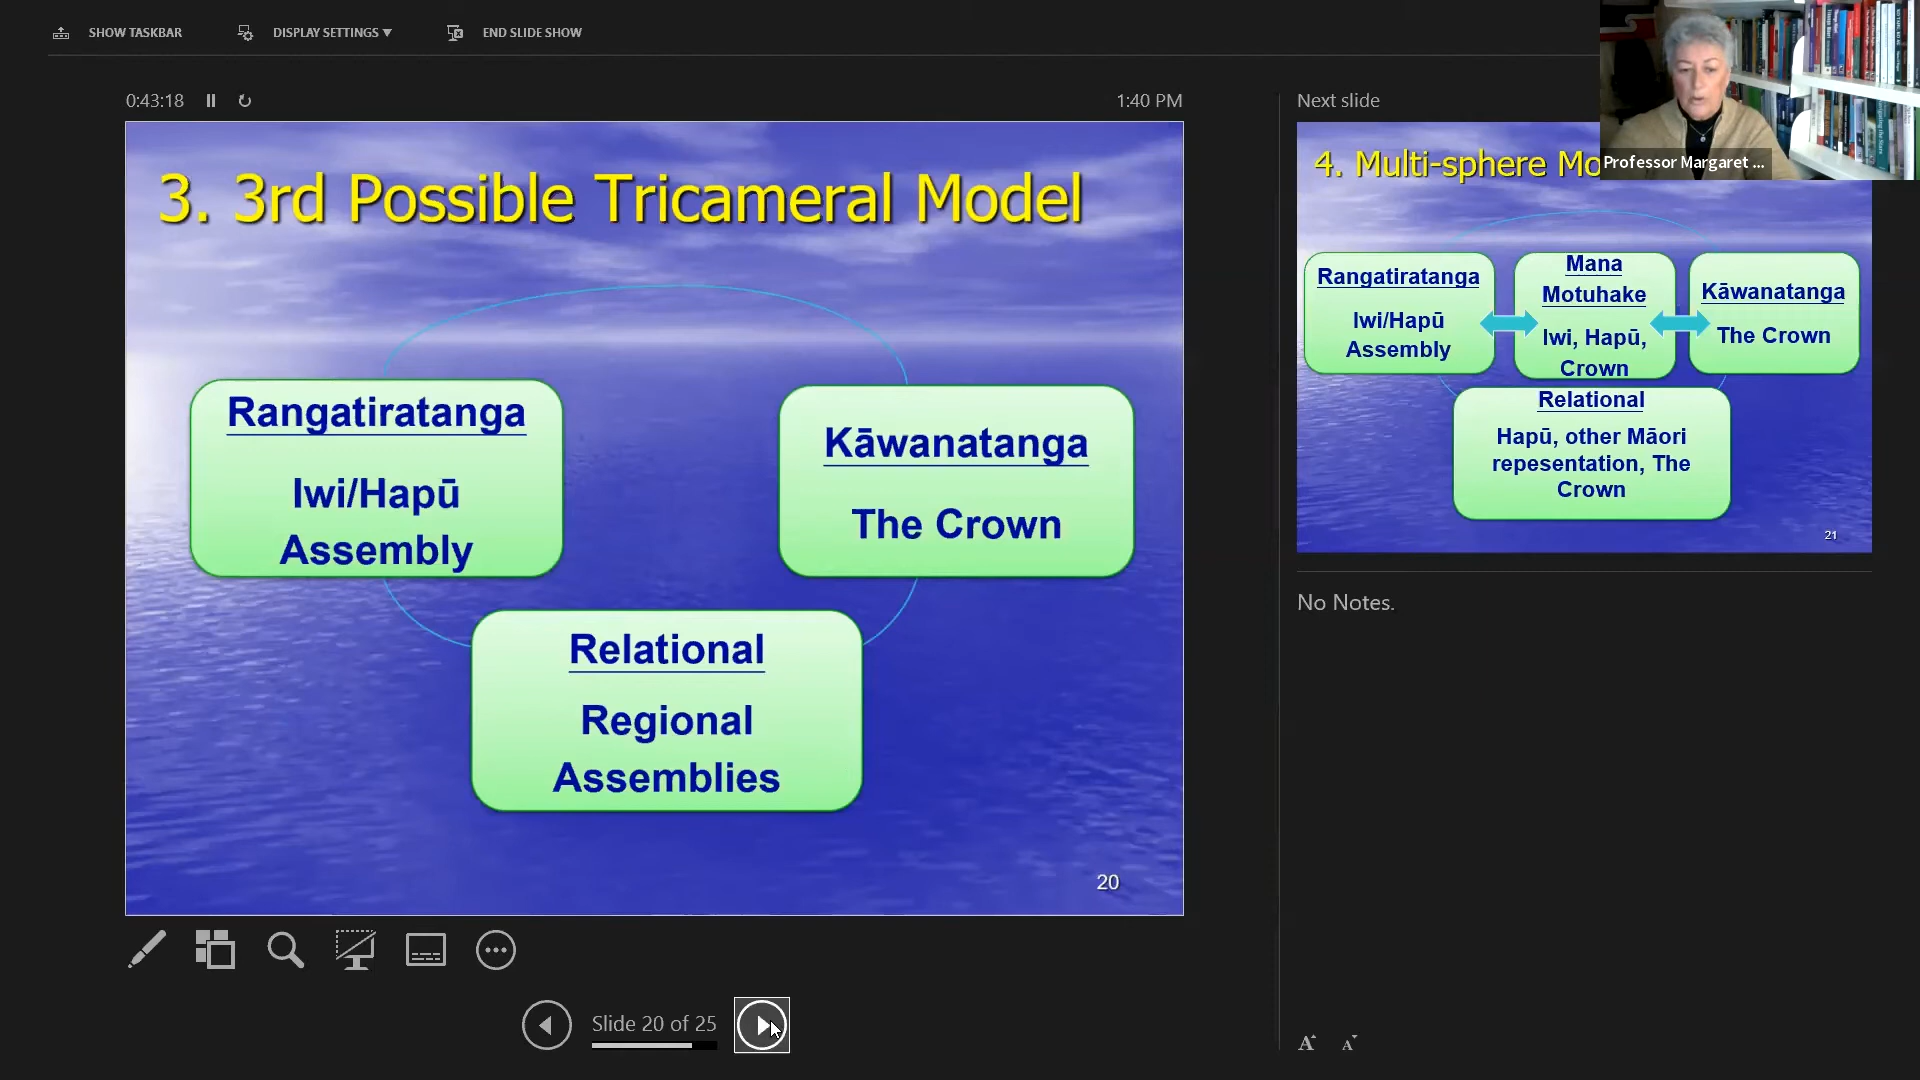 SHOW TASKBAR
DISPLAY SETTINGS
END SLIDE SHOW
0:43:18
1:40 PM
3. 3rd Possible Tricameral Model
Rangatiratanga
Iwi/Hapū
Assembly
Kāwanatanga
The Crown
Relational
Regional
Assemblies
20
Slide 20 of 25
Next slide
4. Multi-sphere Mo
Rangatiratanga
Iwi/Hapū
Assembly
Mana
Motuhake
Iwi, Hapū,
Crown
Kāwanatanga
The Crown
Relational
Hapū, other Māori
repesentation, The
Crown
21
Professor Margaret ...
No Notes.
A
A